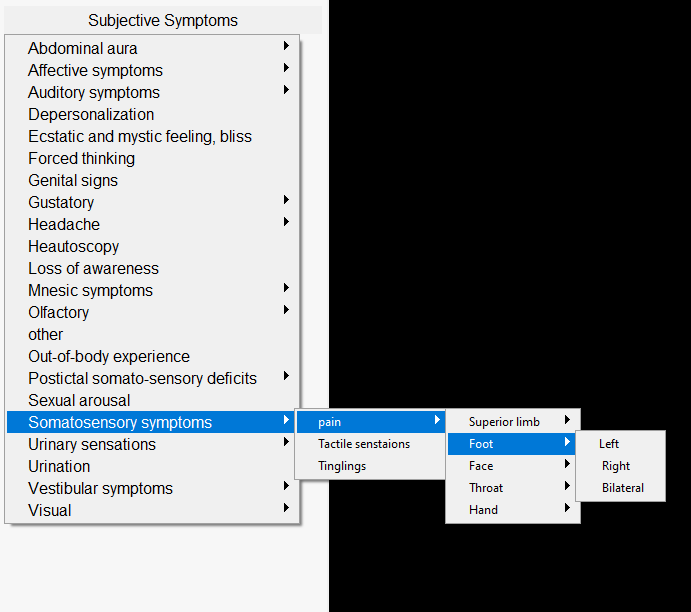 Subjective Symptoms
Abdominal aura
Affective symptoms
Auditory symptoms
Depersonalization
Ecstatic and mystic feeling, bliss
Forced thinking
Genital signs
Gustatory
Headache
Heautoscopy
Loss of awareness
Mnesic symptoms
Olfactory
other
Out-of-body experience
Postictal somato-sensory deficits
Sexual arousal
Somatosensory symptoms
Urinary sensations
Urination
Vestibular symptoms
Visual
pain
Tactile senstaions
Tinglings
Superior limb
Foot
Face
Throat
Hand
Left
Right
Bilateral